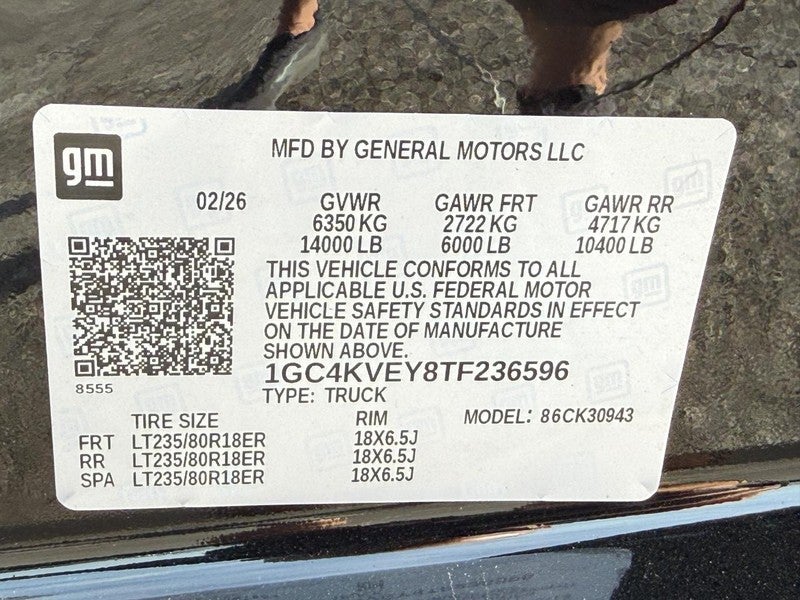 gm
MFD BY GENERAL MOTORS LLC
02/26 GVWR GAWR FRT GAWR RR
6350 KG 2722 KG 4717 KG
14000 LB 6000 LB 10400 LB
THIS VEHICLE CONFORMS TO ALL
APPLICABLE U.S. FEDERAL MOTOR
VEHICLE SAFETY STANDARDS IN EFFECT
ON THE DATE OF MANUFACTURE
SHOWN ABOVE.
8555
1GC4KVEY8TF236596
TYPE: TRUCK
TIRE SIZE RIM MODEL: 86CK30943
FRT LT235/80R18ER 18X6.5J
RR LT235/80R18ER 18X6.5J
SPA LT235/80R18ER 18X6.5J